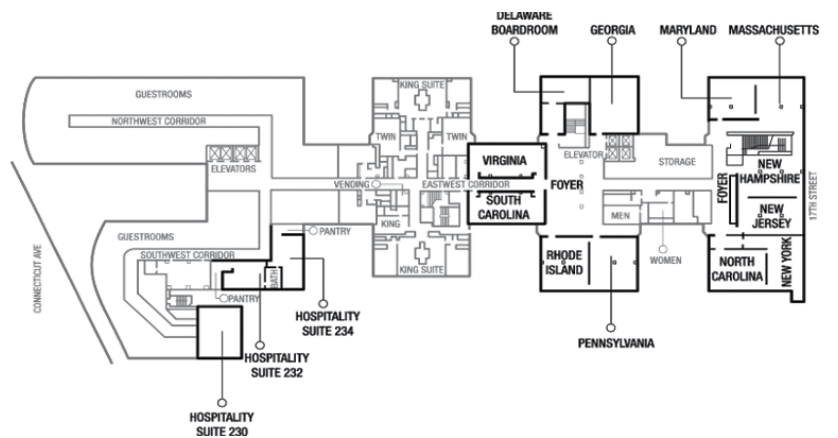 DELAWARE
BOARDROOM
GEORGIA
MARYLAND
MASSACHUSETTS
GUESTROOMS
KING SUITE
NORTHWEST CORRIDOR
TWIN
TWIN
ELEVATORS
VENDING
EASTWEST CORRIDOR
VIRGINIA
ELEVATOR
STORAGE
FOYER
NEW
HAMPSHIRE
FOYER
17TH STREET
SOUTH
CAROLINA
NEW
JERSEY
KING
MEN
PANTRY
GUESTROOMS
SOUTHWEST CORRIDOR
KING SUITE
RHODE
ISLAND
WOMEN
NORTH
CAROLINA
NEW YORK
CONNECTICUT AVE
BATH
PANTRY
HOSPITALITY
SUITE 234
PENNSYLVANIA
HOSPITALITY
SUITE 232
HOSPITALITY
SUITE 230